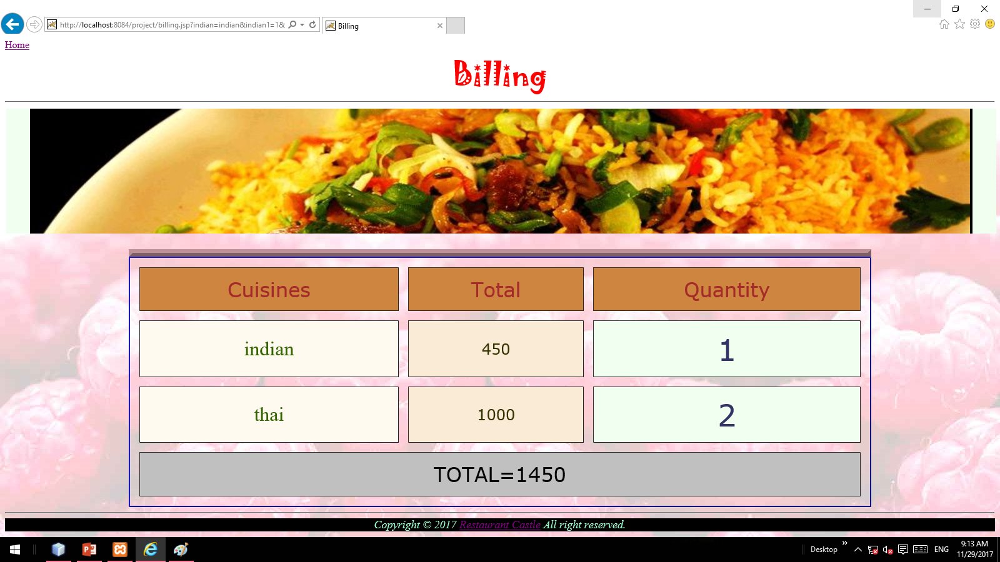 http://localhost:8084/project/billing.jsp?indian=indian&indian1=1&
Billing
Home
Billing
Cuisines Total Quantity
indian 450 1
thai 1000 2
TOTAL=1450
Copyright © 2017 Restaurant Castle All right reserved.
Desktop ENG 9:13 AM
11/29/2017